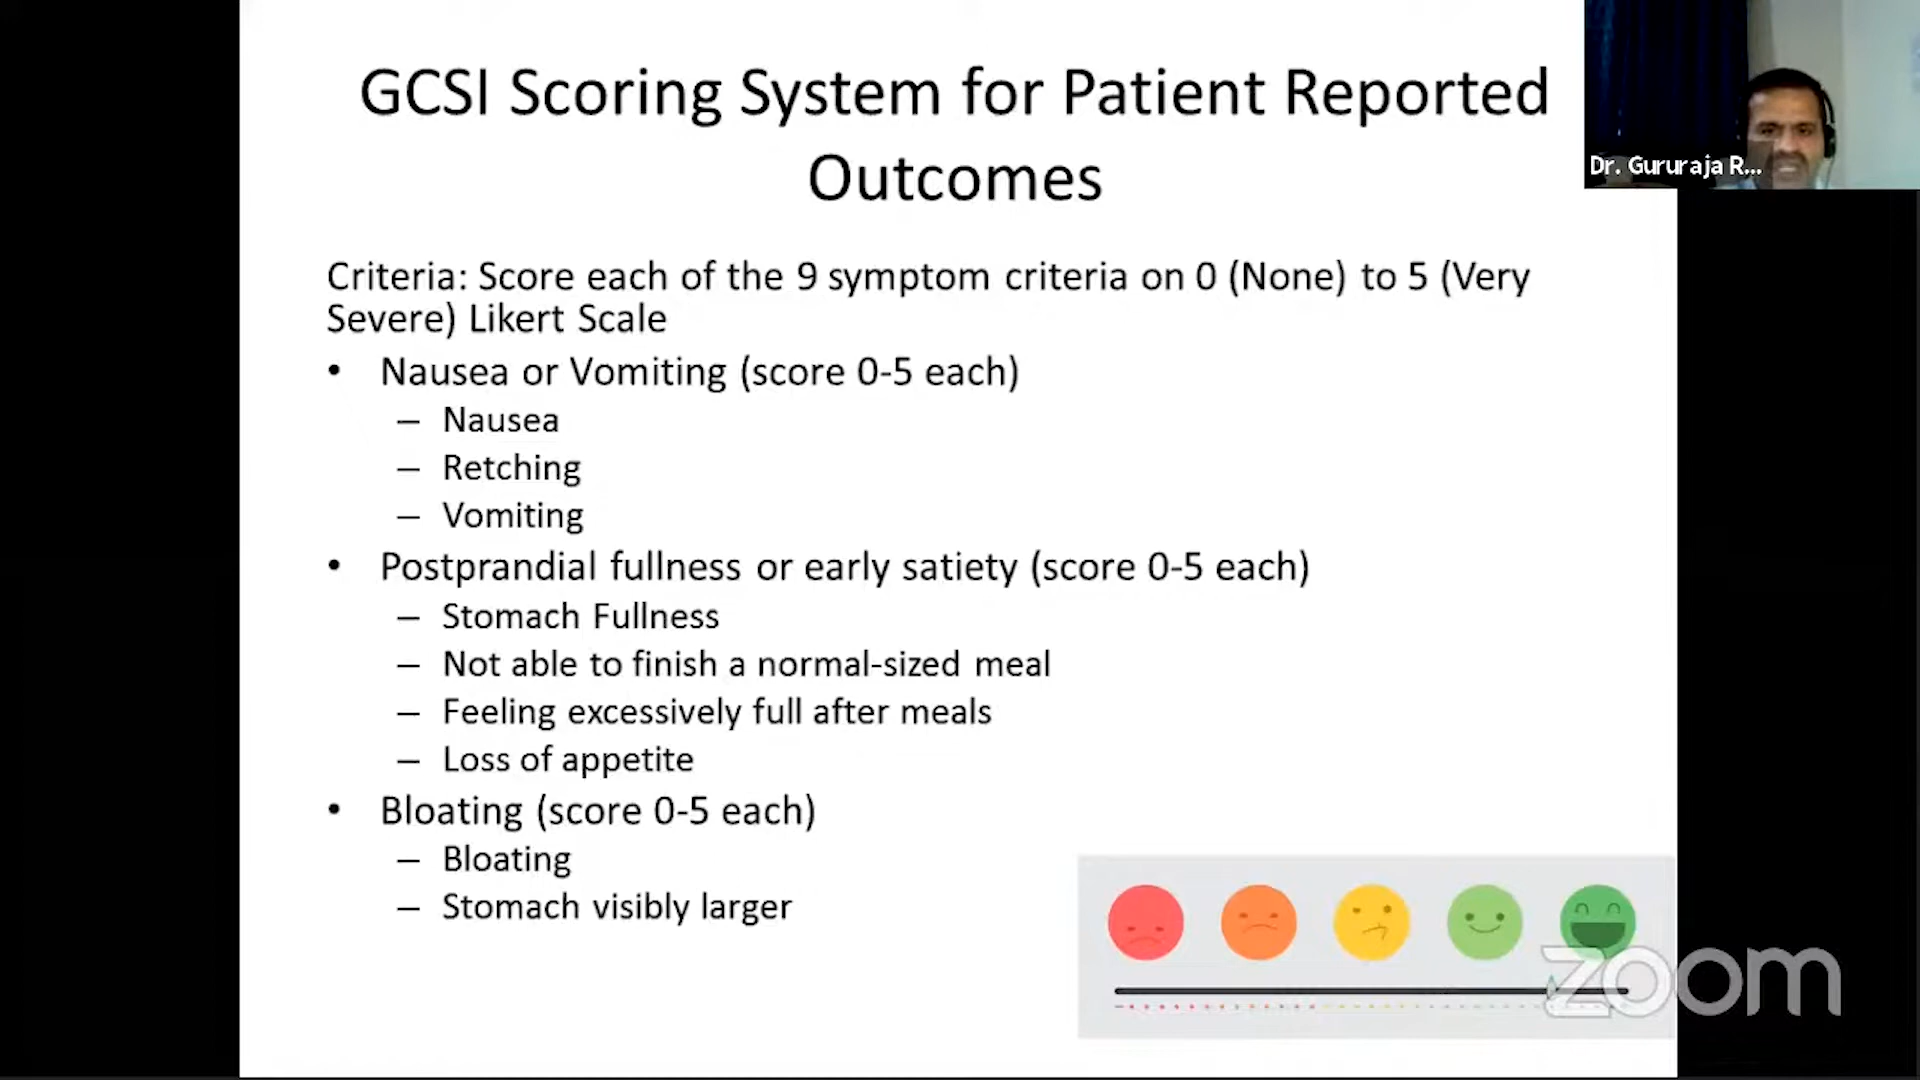 GCSI Scoring System for Patient Reported
Outcomes
Dr. Gururaja R...
Criteria: Score each of the 9 symptom criteria on 0 (None) to 5 (Very
Severe) Likert Scale
• Nausea or Vomiting (score 0-5 each)
– Nausea
– Retching
– Vomiting
• Postprandial fullness or early satiety (score 0-5 each)
– Stomach Fullness
– Not able to finish a normal-sized meal
– Feeling excessively full after meals
– Loss of appetite
• Bloating (score 0-5 each)
– Bloating
– Stomach visibly larger
zoom